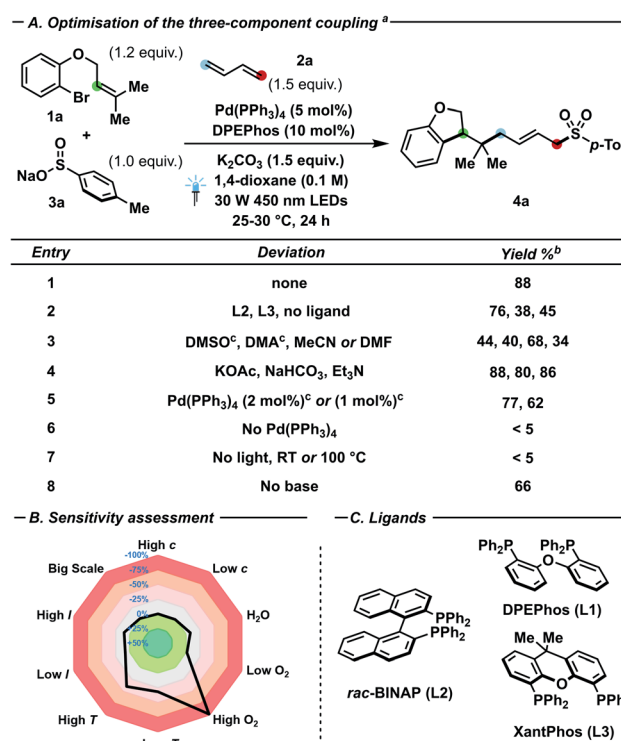 A. Optimisation of the three-component coupling ᵃ
O
(1.2 equiv.)
Br
Me
Me
1a
+
2a
(1.5 equiv.)
Pd(PPh₃)₄ (5 mol%)
DPEPhos (10 mol%)
K₂CO₃ (1.5 equiv.)
1,4-dioxane (0.1 M)
30 W 450 nm LEDs
25-30 °C, 24 h
O
NaO
S
(1.0 equiv.)
Me
3a
O
O O
S
p-To
Me Me
4a
Entry Deviation Yield %ᵇ
1 none 88
2 L2, L3, no ligand 76, 38, 45
3 DMSOᶜ, DMAᶜ, MeCN or DMF 44, 40, 68, 34
4 KOAc, NaHCO₃, Et₃N 88, 80, 86
5 Pd(PPh₃)₄ (2 mol%)ᶜ or (1 mol%)ᶜ 77, 62
6 No Pd(PPh₃)₄ < 5
7 No light, RT or 100 °C < 5
8 No base 66
B. Sensitivity assessment
High c
Low c
H₂O
Low O₂
High O₂
High T
Low I
High I
Big Scale
-100%
-75%
-50%
-25%
0%
+25%
+50%
C. Ligands
PPh₂
PPh₂
rac-BINAP (L2)
PPh₂ PPh₂
O
DPEPhos (L1)
Me Me
O
PPh₂ PPh
XantPhos (L3)